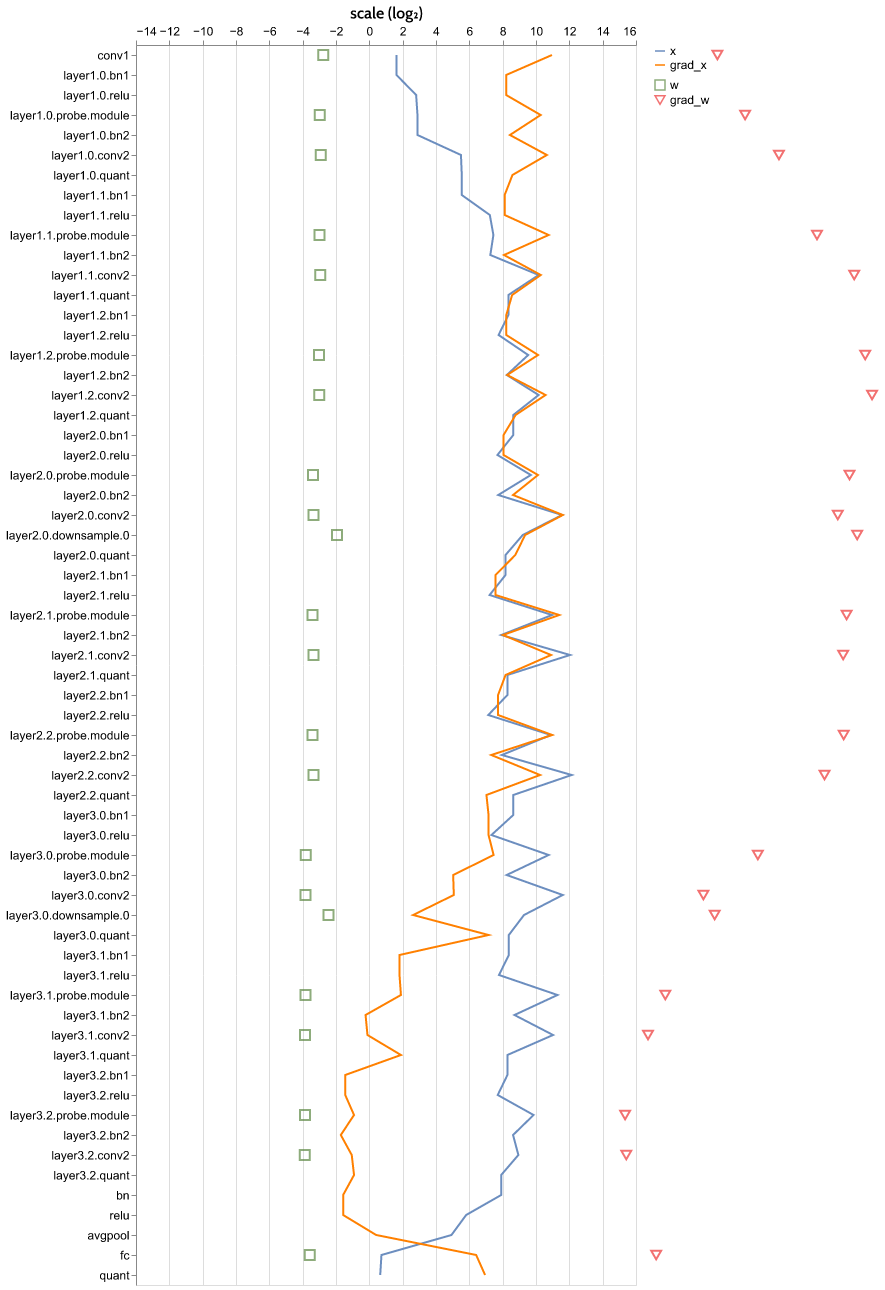 scale (log₂)
−14 −12 −10 −8 −6 −4 −2 0 2 4 6 8 10 12 14 16
x
grad_x
w
grad_w
conv1
layer1.0.bn1
layer1.0.relu
layer1.0.probe.module
layer1.0.bn2
layer1.0.conv2
layer1.0.quant
layer1.1.bn1
layer1.1.relu
layer1.1.probe.module
layer1.1.bn2
layer1.1.conv2
layer1.1.quant
layer1.2.bn1
layer1.2.relu
layer1.2.probe.module
layer1.2.bn2
layer1.2.conv2
layer1.2.quant
layer2.0.bn1
layer2.0.relu
layer2.0.probe.module
layer2.0.bn2
layer2.0.conv2
layer2.0.downsample.0
layer2.0.quant
layer2.1.bn1
layer2.1.relu
layer2.1.probe.module
layer2.1.bn2
layer2.1.conv2
layer2.1.quant
layer2.2.bn1
layer2.2.relu
layer2.2.probe.module
layer2.2.bn2
layer2.2.conv2
layer2.2.quant
layer3.0.bn1
layer3.0.relu
layer3.0.probe.module
layer3.0.bn2
layer3.0.conv2
layer3.0.downsample.0
layer3.0.quant
layer3.1.bn1
layer3.1.relu
layer3.1.probe.module
layer3.1.bn2
layer3.1.conv2
layer3.1.quant
layer3.2.bn1
layer3.2.relu
layer3.2.probe.module
layer3.2.bn2
layer3.2.conv2
layer3.2.quant
bn
relu
avgpool
fc
quant